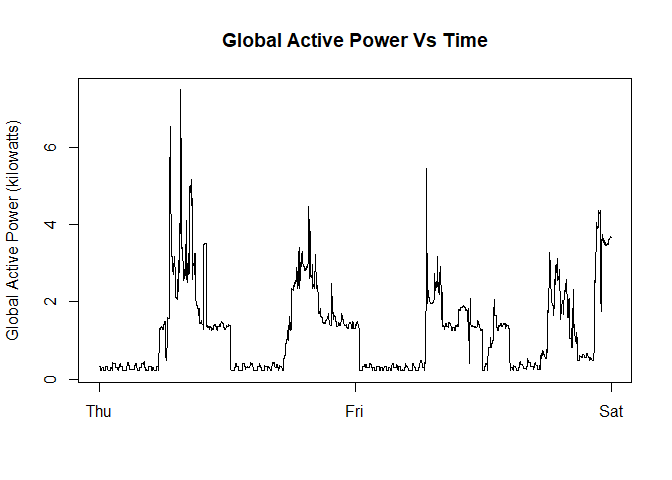 Global Active Power Vs Time
Global Active Power (kilowatts)
6
4
2
0
Thu
Fri
Sat